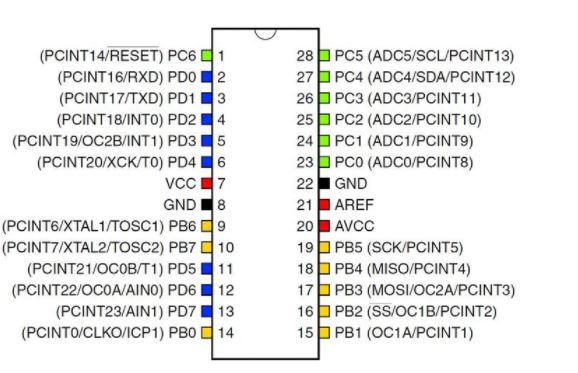 (PCINT14/RESET) PC6 1 28 PC5 (ADC5/SCL/PCINT13)
(PCINT16/RXD) PD0 2 27 PC4 (ADC4/SDA/PCINT12)
(PCINT17/TXD) PD1 3 26 PC3 (ADC3/PCINT11)
(PCINT18/INT0) PD2 4 25 PC2 (ADC2/PCINT10)
(PCINT19/OC2B/INT1) PD3 5 24 PC1 (ADC1/PCINT9)
(PCINT20/XCK/T0) PD4 6 23 PC0 (ADC0/PCINT8)
VCC 7 22 GND
GND 8 21 AREF
(PCINT6/XTAL1/TOSC1) PB6 9 20 AVCC
(PCINT7/XTAL2/TOSC2) PB7 10 19 PB5 (SCK/PCINT5)
(PCINT21/OC0B/T1) PD5 11 18 PB4 (MISO/PCINT4)
(PCINT22/OC0A/AIN0) PD6 12 17 PB3 (MOSI/OC2A/PCINT3)
(PCINT23/AIN1) PD7 13 16 PB2 (SS/OC1B/PCINT2)
(PCINT0/CLKO/ICP1) PB0 14 15 PB1 (OC1A/PCINT1)